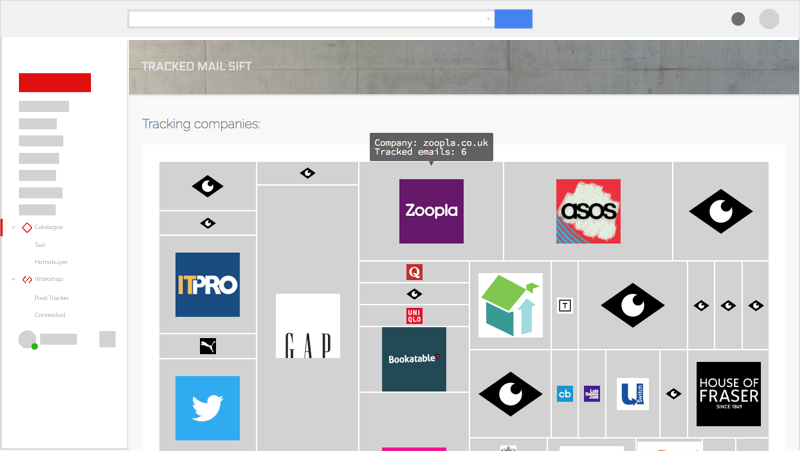 TRACKED MAIL SIFT
Tracking companies:
Company: zoopla.co.uk
Tracked emails: 6
Catalogue
Taxi
Homebuyer
Workshop
Pixel Tracker
Connected
Zoopla
asos
ITPRO
GAP
Q
UNI
QLO
T
Bookatable
cb
uSwitch
HOUSE OF
FRASER
SINCE 1849